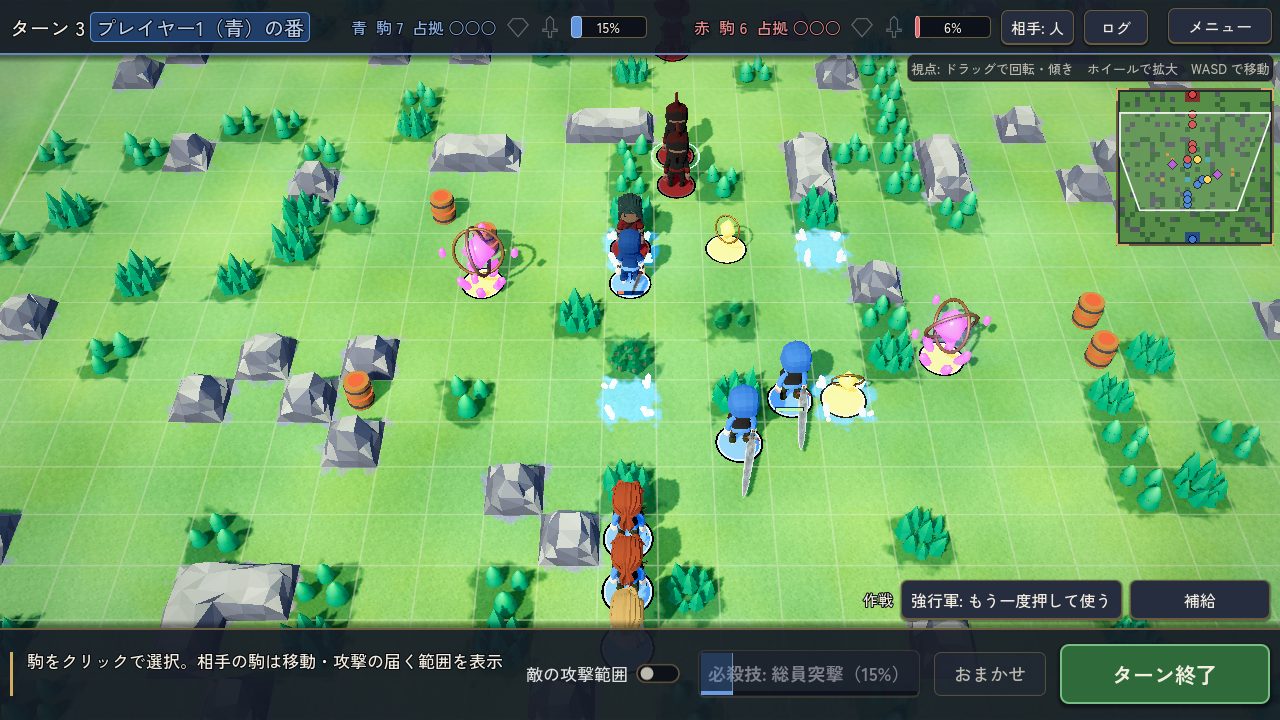 ターン 3 プレイヤー1（青）の番 青 駒 7 占拠 〇〇〇 15% 赤 駒 6 占拠 〇〇〇 6% 相手: 人 ログ メニュー
視点: ドラッグで回転・傾き ホイールで拡大 WASD で移動
作戦 強行軍: もう一度押して使う 補給
駒をクリックで選択。相手の駒は移動・攻撃の届く範囲を表示
敵の攻撃範囲 必殺技: 総員突撃（15%） おまかせ ターン終了